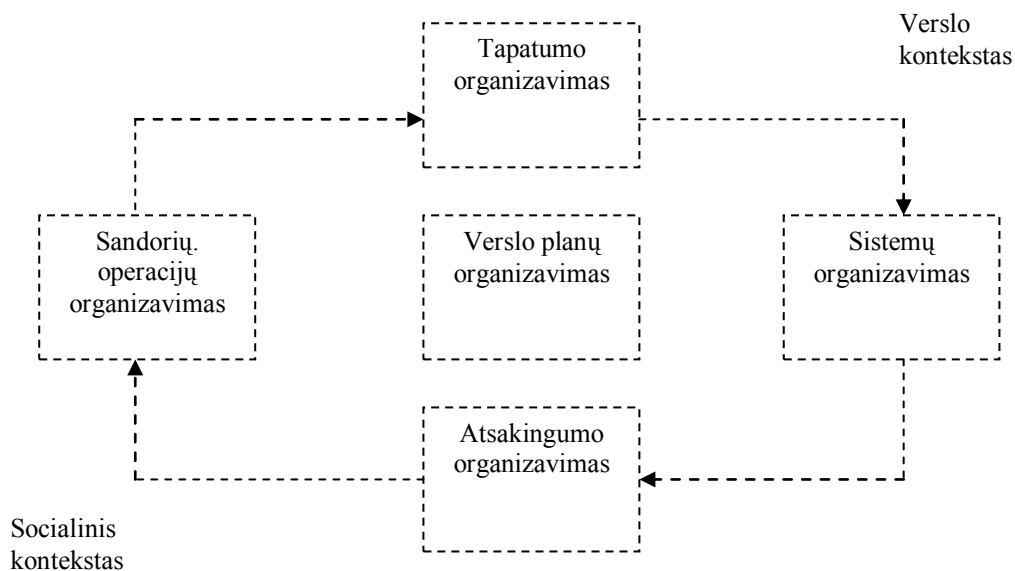 Verslo
kontekstas
Tapatumo
organizavimas
Sandorių.
operacijų
organizavimas
Verslo planų
organizavimas
Sistemų
organizavimas
Atsakingumo
organizavimas
Socialinis
kontekstas